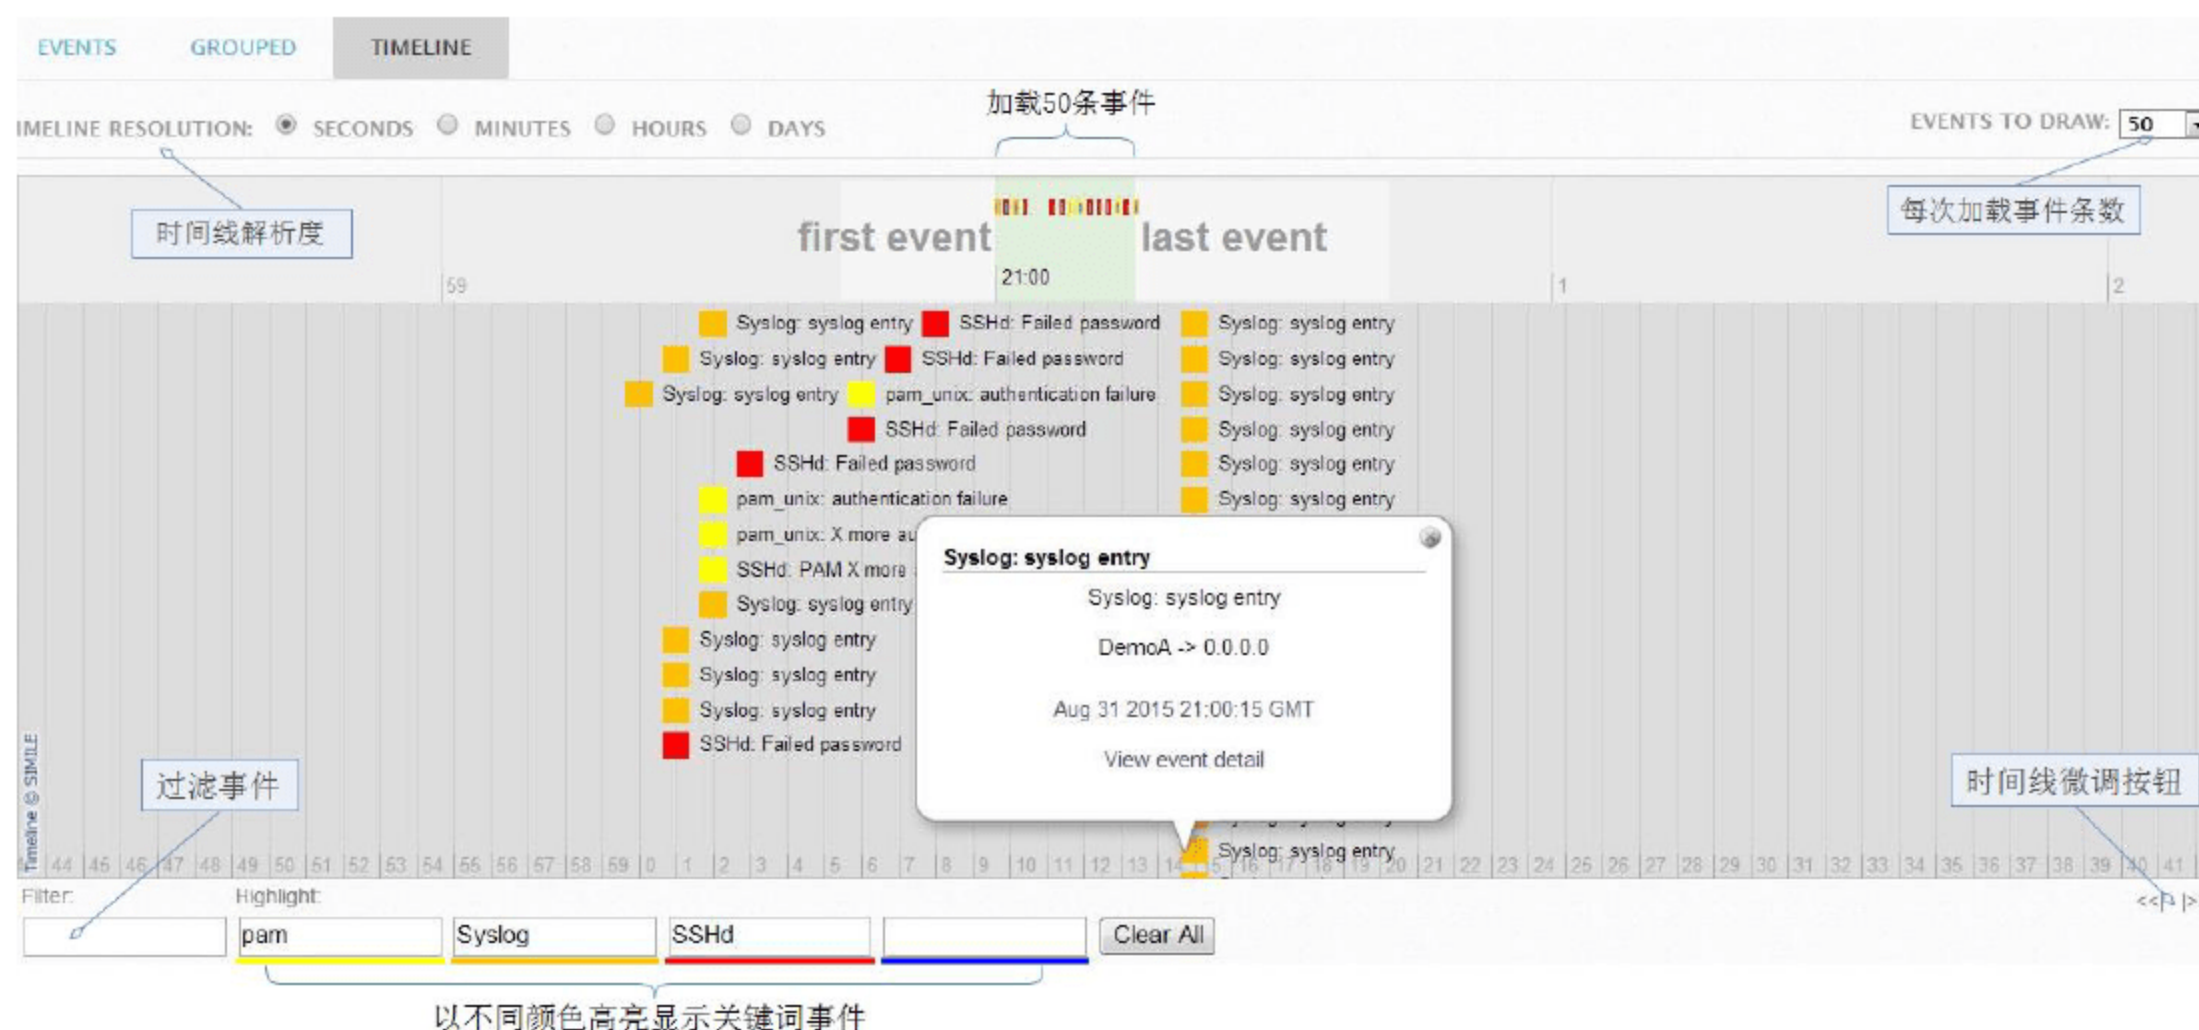 EVENTS GROUPED TIMELINE
加载50条事件
IMELINE RESOLUTION: SECONDS MINUTES HOURS DAYS EVENTS TO DRAW: 50
时间线解析度
每次加载事件条数
first event last event
59 21:00 1 2
Syslog: syslog entry SSHd: Failed password Syslog: syslog entry
Syslog: syslog entry SSHd: Failed password Syslog: syslog entry
Syslog: syslog entry pam_unix: authentication failure Syslog: syslog entry
SSHd: Failed password Syslog: syslog entry
SSHd: Failed password Syslog: syslog entry
pam_unix: authentication failure Syslog: syslog entry
pam_unix: X more au
SSHd: PAM X more
Syslog: syslog entry
Syslog: syslog entry
Syslog: syslog entry
Syslog: syslog entry
SSHd: Failed password
Syslog: syslog entry
Syslog: syslog entry
DemoA -> 0.0.0.0
Aug 31 2015 21:00:15 GMT
View event detail
Timeline © SIMILE
过滤事件
时间线微调按钮
Syslog: syslog entry
44 45 46 47 48 49 50 51 52 53 54 55 56 57 58 59 0 1 2 3 4 5 6 7 8 9 10 11 12 13 14 15 16 17 18 19 20 21 22 23 24 25 26 27 28 29 30 31 32 33 34 35 36 37 38 39 40 41
Filter: Highlight:
pam Syslog SSHd Clear All
以不同颜色高亮显示关键词事件